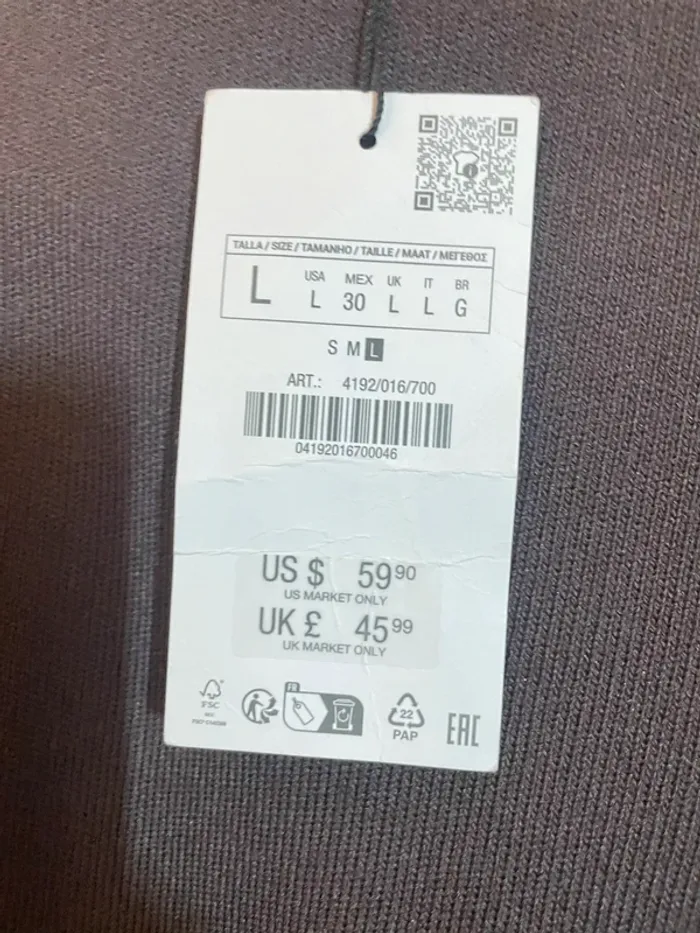 TALLA / SIZE / TAMANHO / TAILLE / MAAT / ΜΕΓΕΘΟΣ
L
USA MEX UK IT BR
L 30 L L G
S M L
ART.: 4192/016/700
04192016700046
US $ 59 90
US MARKET ONLY
UK £ 45 99
UK MARKET ONLY
FSC
FR
22
PAP
EAC